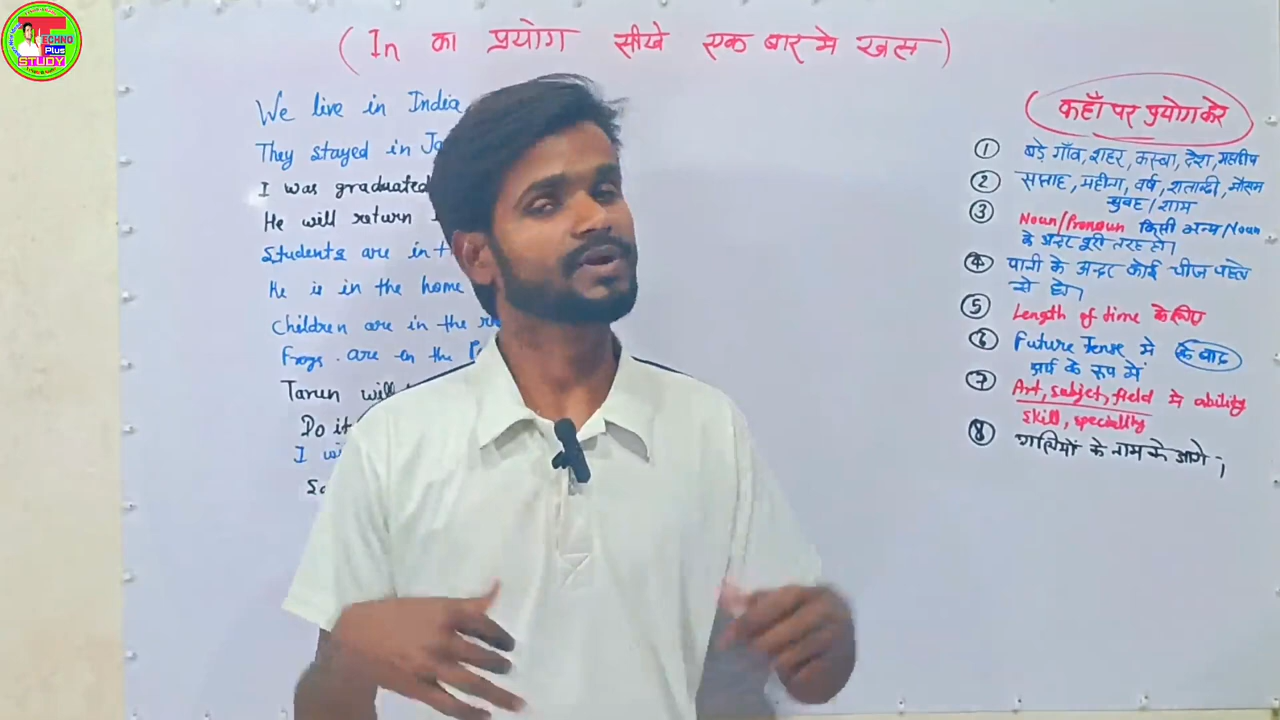 TECHNO
Plus
STUDY
( In का प्रयोग सीखे एक बार मे खत्म )
We live in India
They stayed in
I was graduated
He will return
Students are in
He is in the home
Children are in the
Frogs are in the
Tarun will
Do it
I
( कहाँ पर प्रयोग करे
① बड़े गाँव, शहर, कस्बा, देश, महाद्वीप
② सप्ताह, महीना, वर्ष, शताब्दी, मौसम
सुबह/शाम
③ Noun/Pronoun किसी अन्य Noun
के अन्दर पूरी तरह हो।
④ पानी के अन्दर कोई चीज पहले
से हो।
⑤ Length of time के लिए
⑥ Future Tense मे के बाद
अर्थ के रूप में
⑦ Art, subject, field मे ability
skill, speciality
⑧ गलियों के नाम के आगे ;